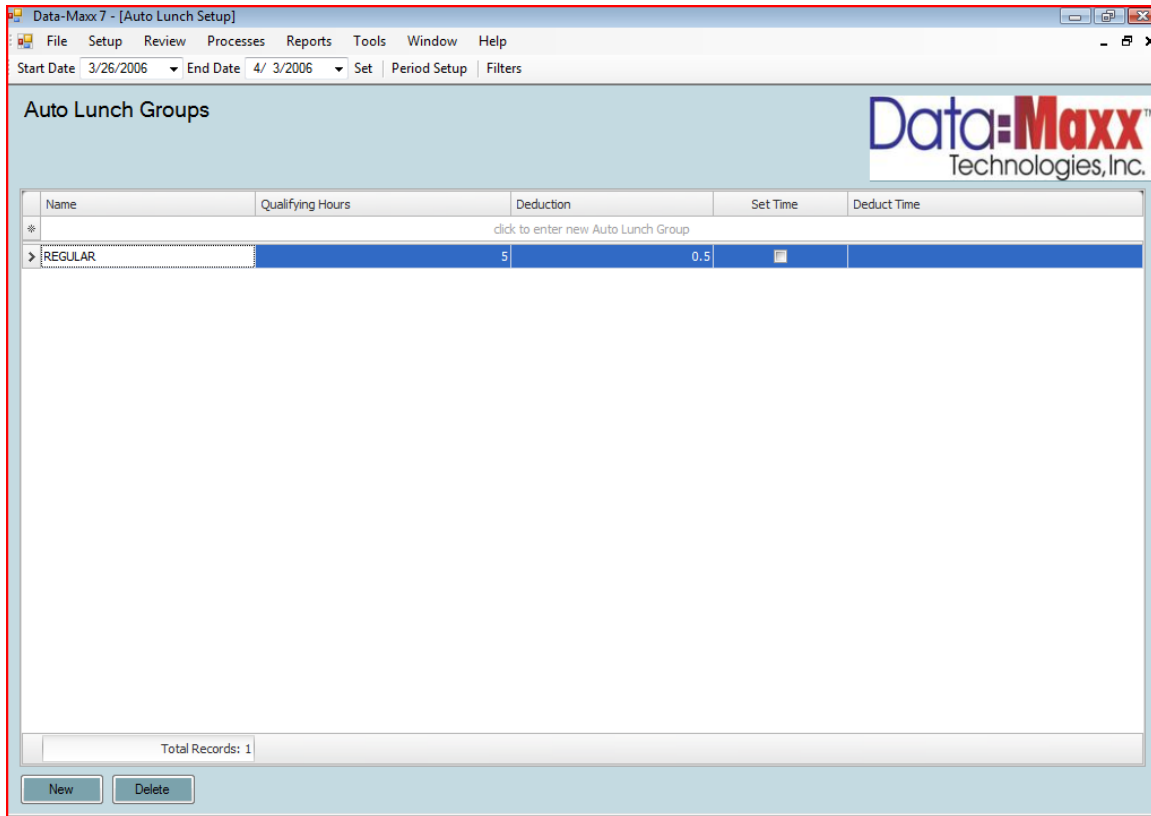 Data-Maxx 7 - [Auto Lunch Setup]
File Setup Review Processes Reports Tools Window Help
Start Date 3/26/2006 End Date 4/ 3/2006 Set Period Setup Filters
Auto Lunch Groups
Data Maxx™
Technologies, Inc.
Name Qualifying Hours Deduction Set Time Deduct Time
click to enter new Auto Lunch Group
REGULAR 5 0.5
Total Records: 1
New Delete